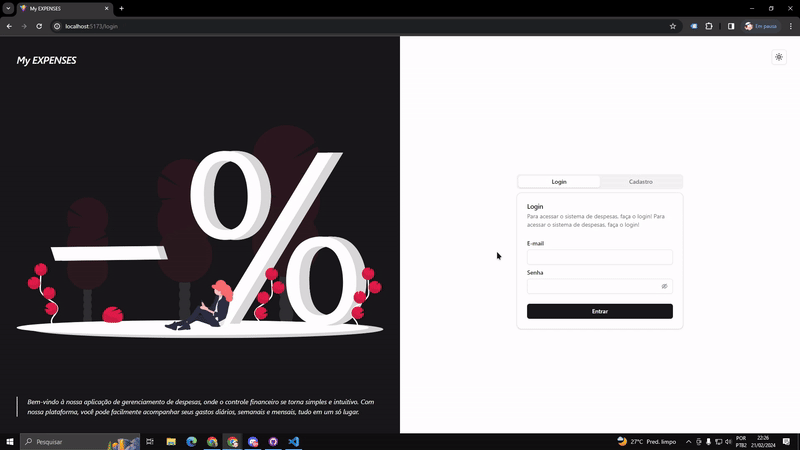 My EXPENSES
localhost:5173/login
Em pausa
My EXPENSES
Bem-vindo à nossa aplicação de gerenciamento de despesas, onde o controle financeiro se torna simples e intuitivo. Com
nossa plataforma, você pode facilmente acompanhar seus gastos diários, semanais e mensais, tudo em um só lugar.
Login
Cadastro
Login
Para acessar o sistema de despesas, faça o login! Para
acessar o sistema de despesas, faça o login!
E-mail
Senha
Entrar
Pesquisar
27°C Pred. limpo
POR
PTB2
22:26
21/02/2024